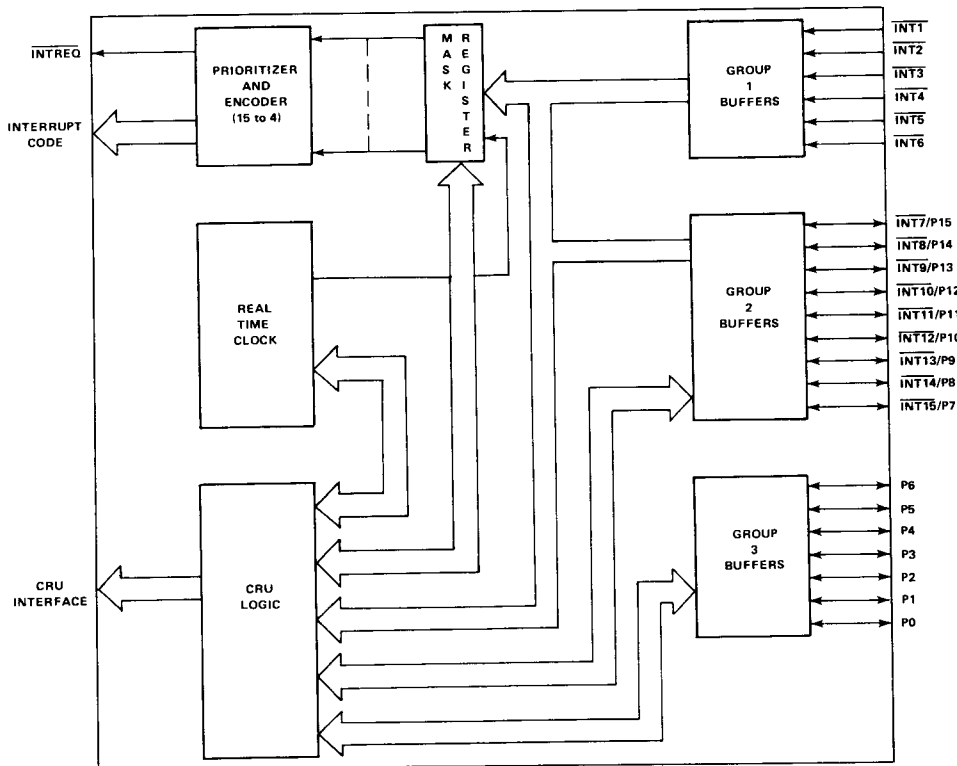 INTREQ
INTERRUPT
CODE
PRIORITIZER
AND
ENCODER
(15 to 4)
MASK
REGISTER
GROUP
1
BUFFERS
INT1
INT2
INT3
INT4
INT5
INT6
REAL
TIME
CLOCK
GROUP
2
BUFFERS
INT7/P15
INT8/P14
INT9/P13
INT10/P12
INT11/P11
INT12/P10
INT13/P9
INT14/P8
INT15/P7
CRU
INTERFACE
CRU
LOGIC
GROUP
3
BUFFERS
P6
P5
P4
P3
P2
P1
P0